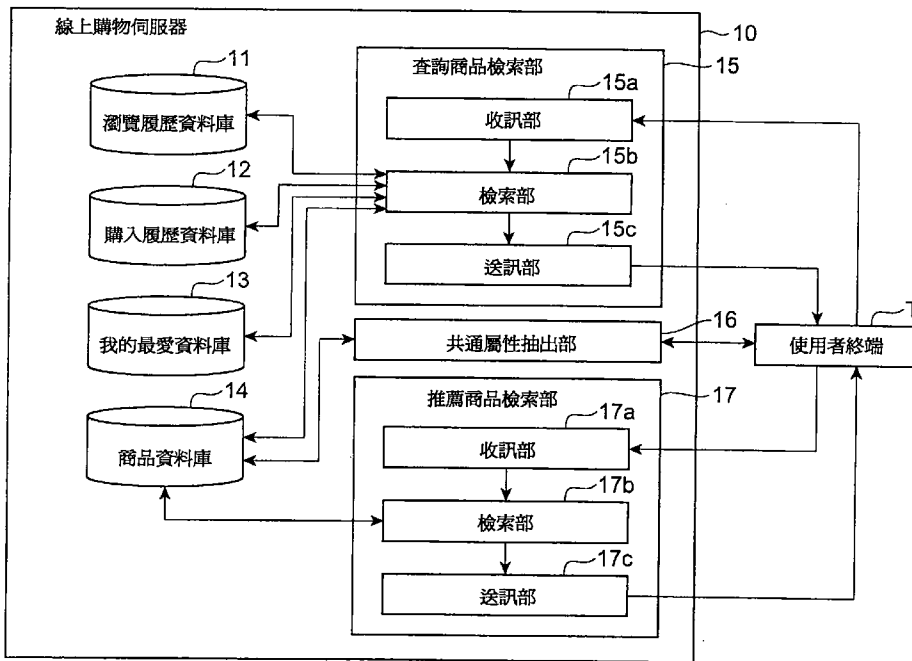 線上購物伺服器
10
11
瀏覽履歷資料庫
12
購入履歷資料庫
13
我的最愛資料庫
14
商品資料庫
查詢商品檢索部
15
15a
收訊部
15b
檢索部
15c
送訊部
16
共通屬性抽出部
推薦商品檢索部
17
17a
收訊部
17b
檢索部
17c
送訊部
T
使用者終端